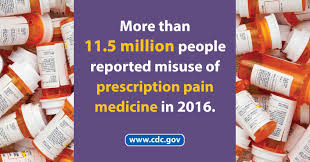 More than
11.5 million people
reported misuse of
prescription pain
medicine in 2016.
www.cdc.gov